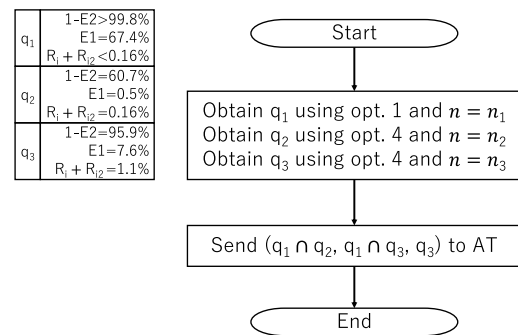 q₁
1-E2>99.8%
E1=67.4%
Rᵢ + Rᵢ₂<0.16%
q₂
1-E2=60.7%
E1=0.5%
Rᵢ + Rᵢ₂=0.16%
q₃
1-E2=95.9%
E1=7.6%
Rᵢ + Rᵢ₂=1.1%
Start
Obtain q₁ using opt. 1 and n = n₁
Obtain q₂ using opt. 4 and n = n₂
Obtain q₃ using opt. 4 and n = n₃
Send (q₁ ∩ q₂, q₁ ∩ q₃, q₃) to AT
End